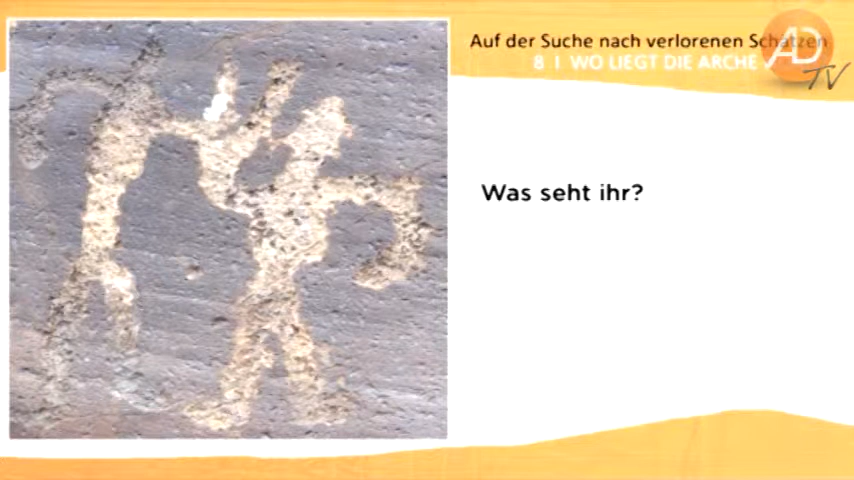 Auf der Suche nach verlorenen Schätzen
8 I WO LIEGT DIE ARCHE
AD
TV
Was seht ihr?